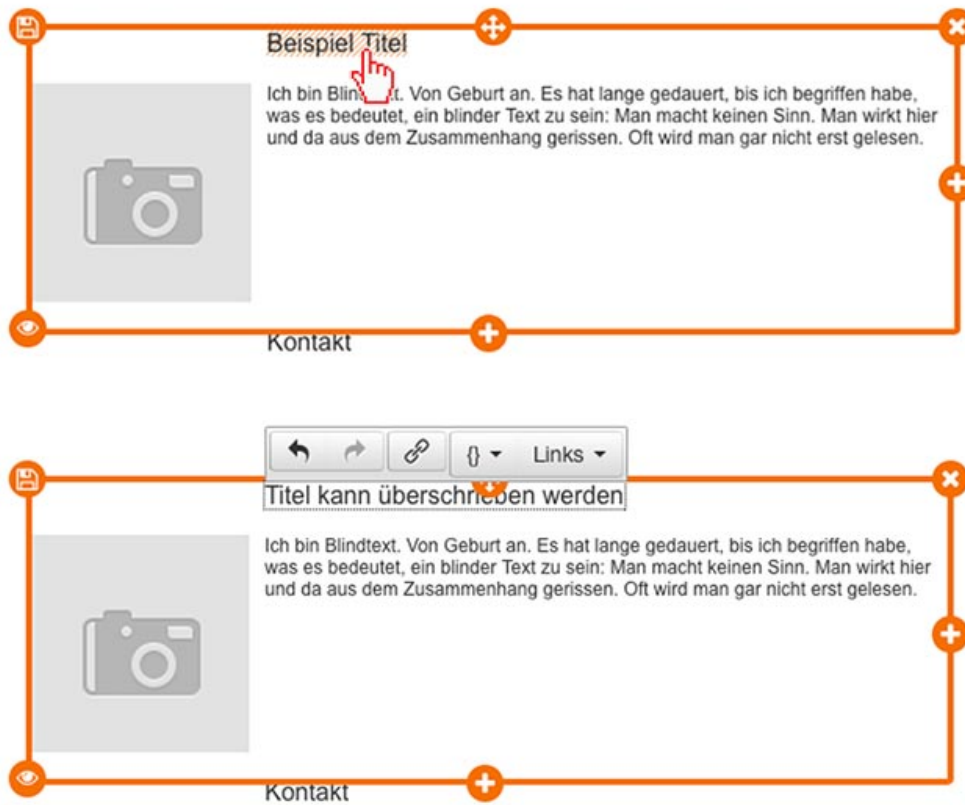 Beispiel Titel
Ich bin Blindtext. Von Geburt an. Es hat lange gedauert, bis ich begriffen habe,
was es bedeutet, ein blinder Text zu sein: Man macht keinen Sinn. Man wirkt hier
und da aus dem Zusammenhang gerissen. Oft wird man gar nicht erst gelesen.
Kontakt
{} Links
Titel kann überschrieben werden
Ich bin Blindtext. Von Geburt an. Es hat lange gedauert, bis ich begriffen habe,
was es bedeutet, ein blinder Text zu sein: Man macht keinen Sinn. Man wirkt hier
und da aus dem Zusammenhang gerissen. Oft wird man gar nicht erst gelesen.
Kontakt